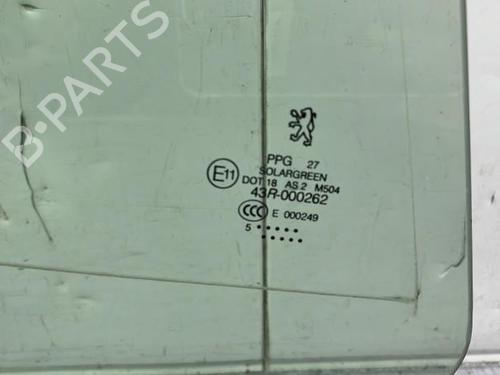 B-PARTS
PPG 27
SOLARGREEN
E11 DOT 18 AS 2 M504
43R-000262
CCC E 000249
5